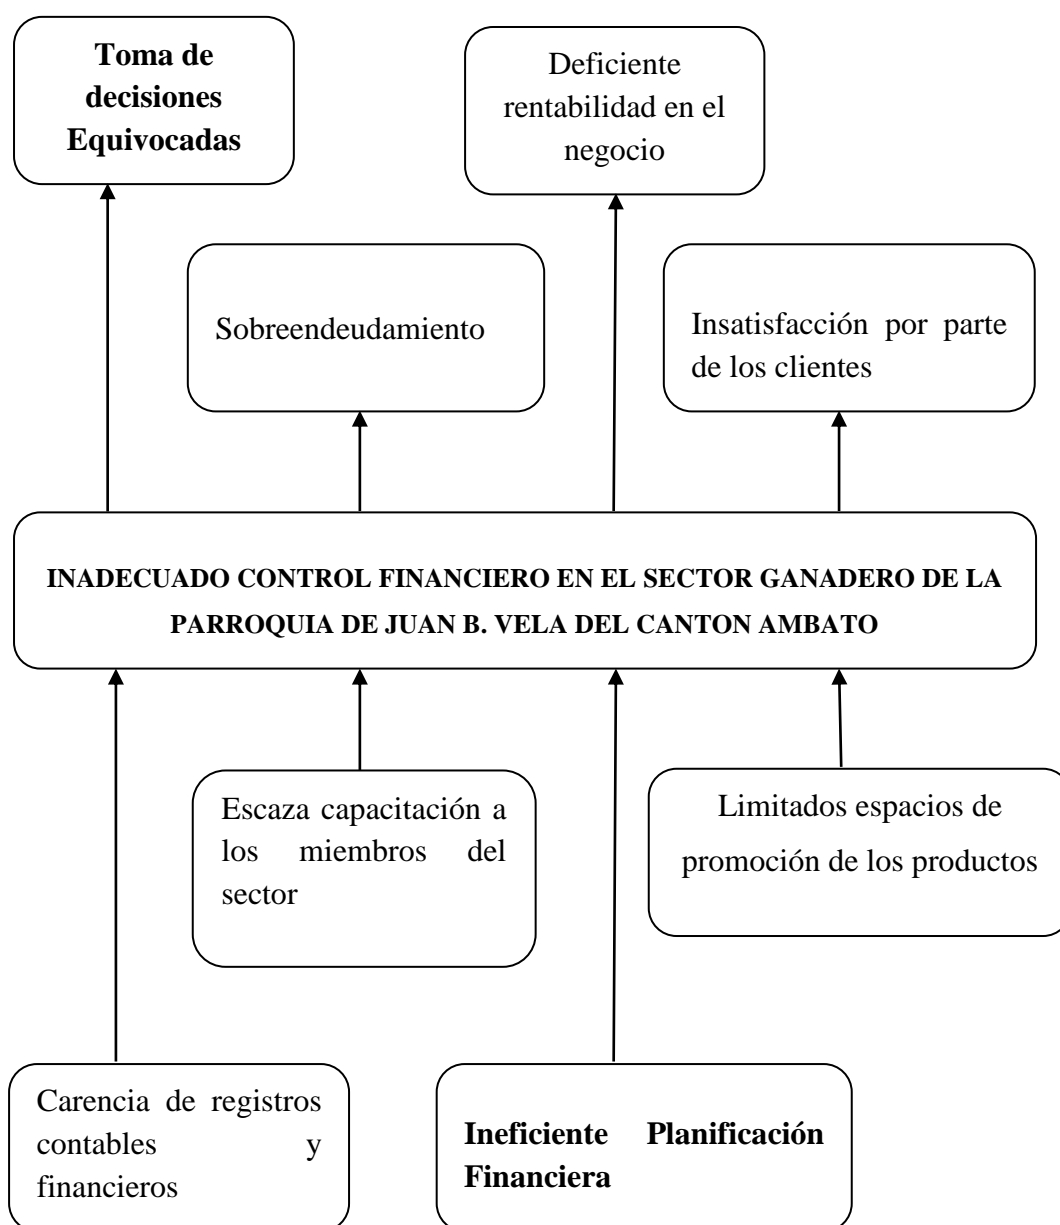 Toma de
decisiones
Equivocadas
Deficiente
rentabilidad en el
negocio
Sobreendeudamiento
Insatisfacción por parte
de los clientes
INADECUADO CONTROL FINANCIERO EN EL SECTOR GANADERO DE LA
PARROQUIA DE JUAN B. VELA DEL CANTON AMBATO
Escaza capacitación a
los miembros del
sector
Limitados espacios de
promoción de los productos
Carencia de registros
contables y
financieros
Ineficiente Planificación
Financiera